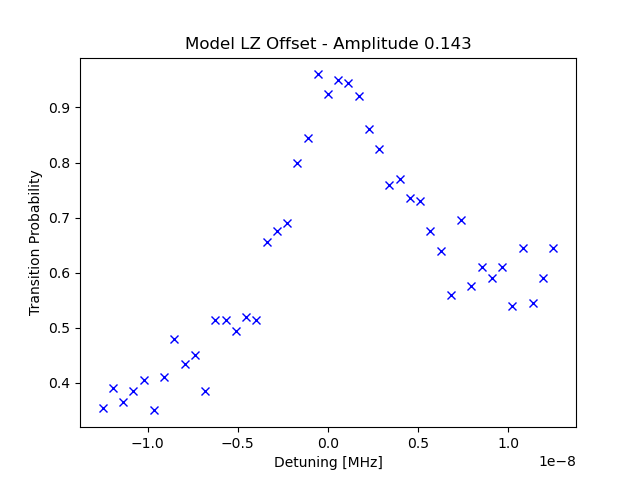 Model LZ Offset - Amplitude 0.143
Transition Probability
0.9
0.8
0.7
0.6
0.5
0.4
−1.0 −0.5 0.0 0.5 1.0
1e−8
Detuning [MHz]